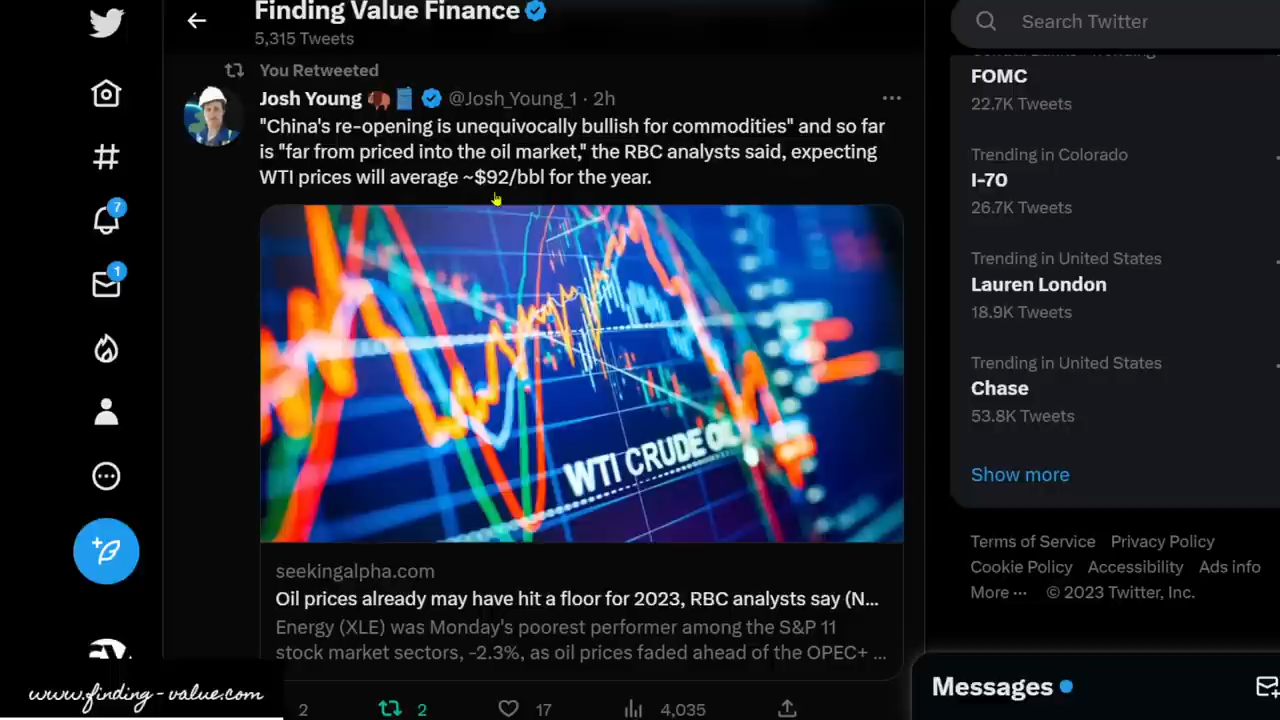 Finding Value Finance
5,315 Tweets
You Retweeted
Josh Young @Josh_Young_1 · 2h
"China's re-opening is unequivocally bullish for commodities" and so far
is "far from priced into the oil market," the RBC analysts said, expecting
WTI prices will average ~$92/bbl for the year.
WTI CRUDE OIL
seekingalpha.com
Oil prices already may have hit a floor for 2023, RBC analysts say (N...
Energy (XLE) was Monday's poorest performer among the S&P 11
stock market sectors, -2.3%, as oil prices faded ahead of the OPEC+ ...
2
2
17
4,035
7
1
www.finding-value.com
Search Twitter
FOMC
22.7K Tweets
Trending in Colorado
I-70
26.7K Tweets
Trending in United States
Lauren London
18.9K Tweets
Trending in United States
Chase
53.8K Tweets
Show more
Terms of Service Privacy Policy
Cookie Policy Accessibility Ads info
More ··· © 2023 Twitter, Inc.
Messages